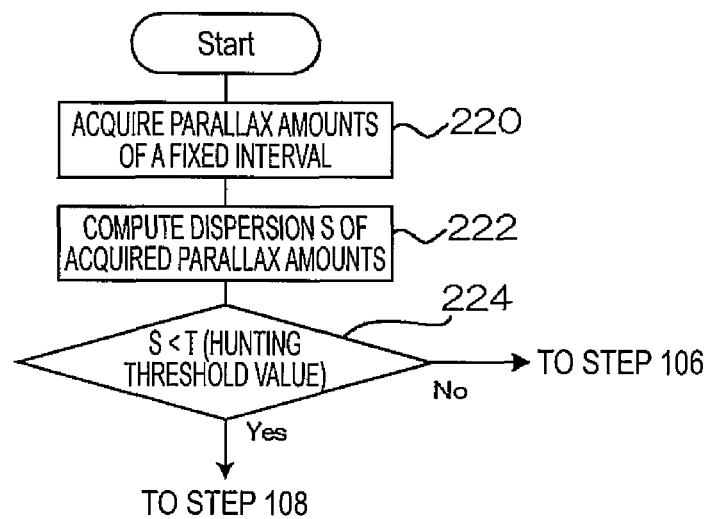 Start
ACQUIRE PARALLAX AMOUNTS
OF A FIXED INTERVAL
220
COMPUTE DISPERSION S OF
ACQUIRED PARALLAX AMOUNTS
222
224
S < T (HUNTING
THRESHOLD VALUE)
TO STEP 106
No
Yes
TO STEP 108